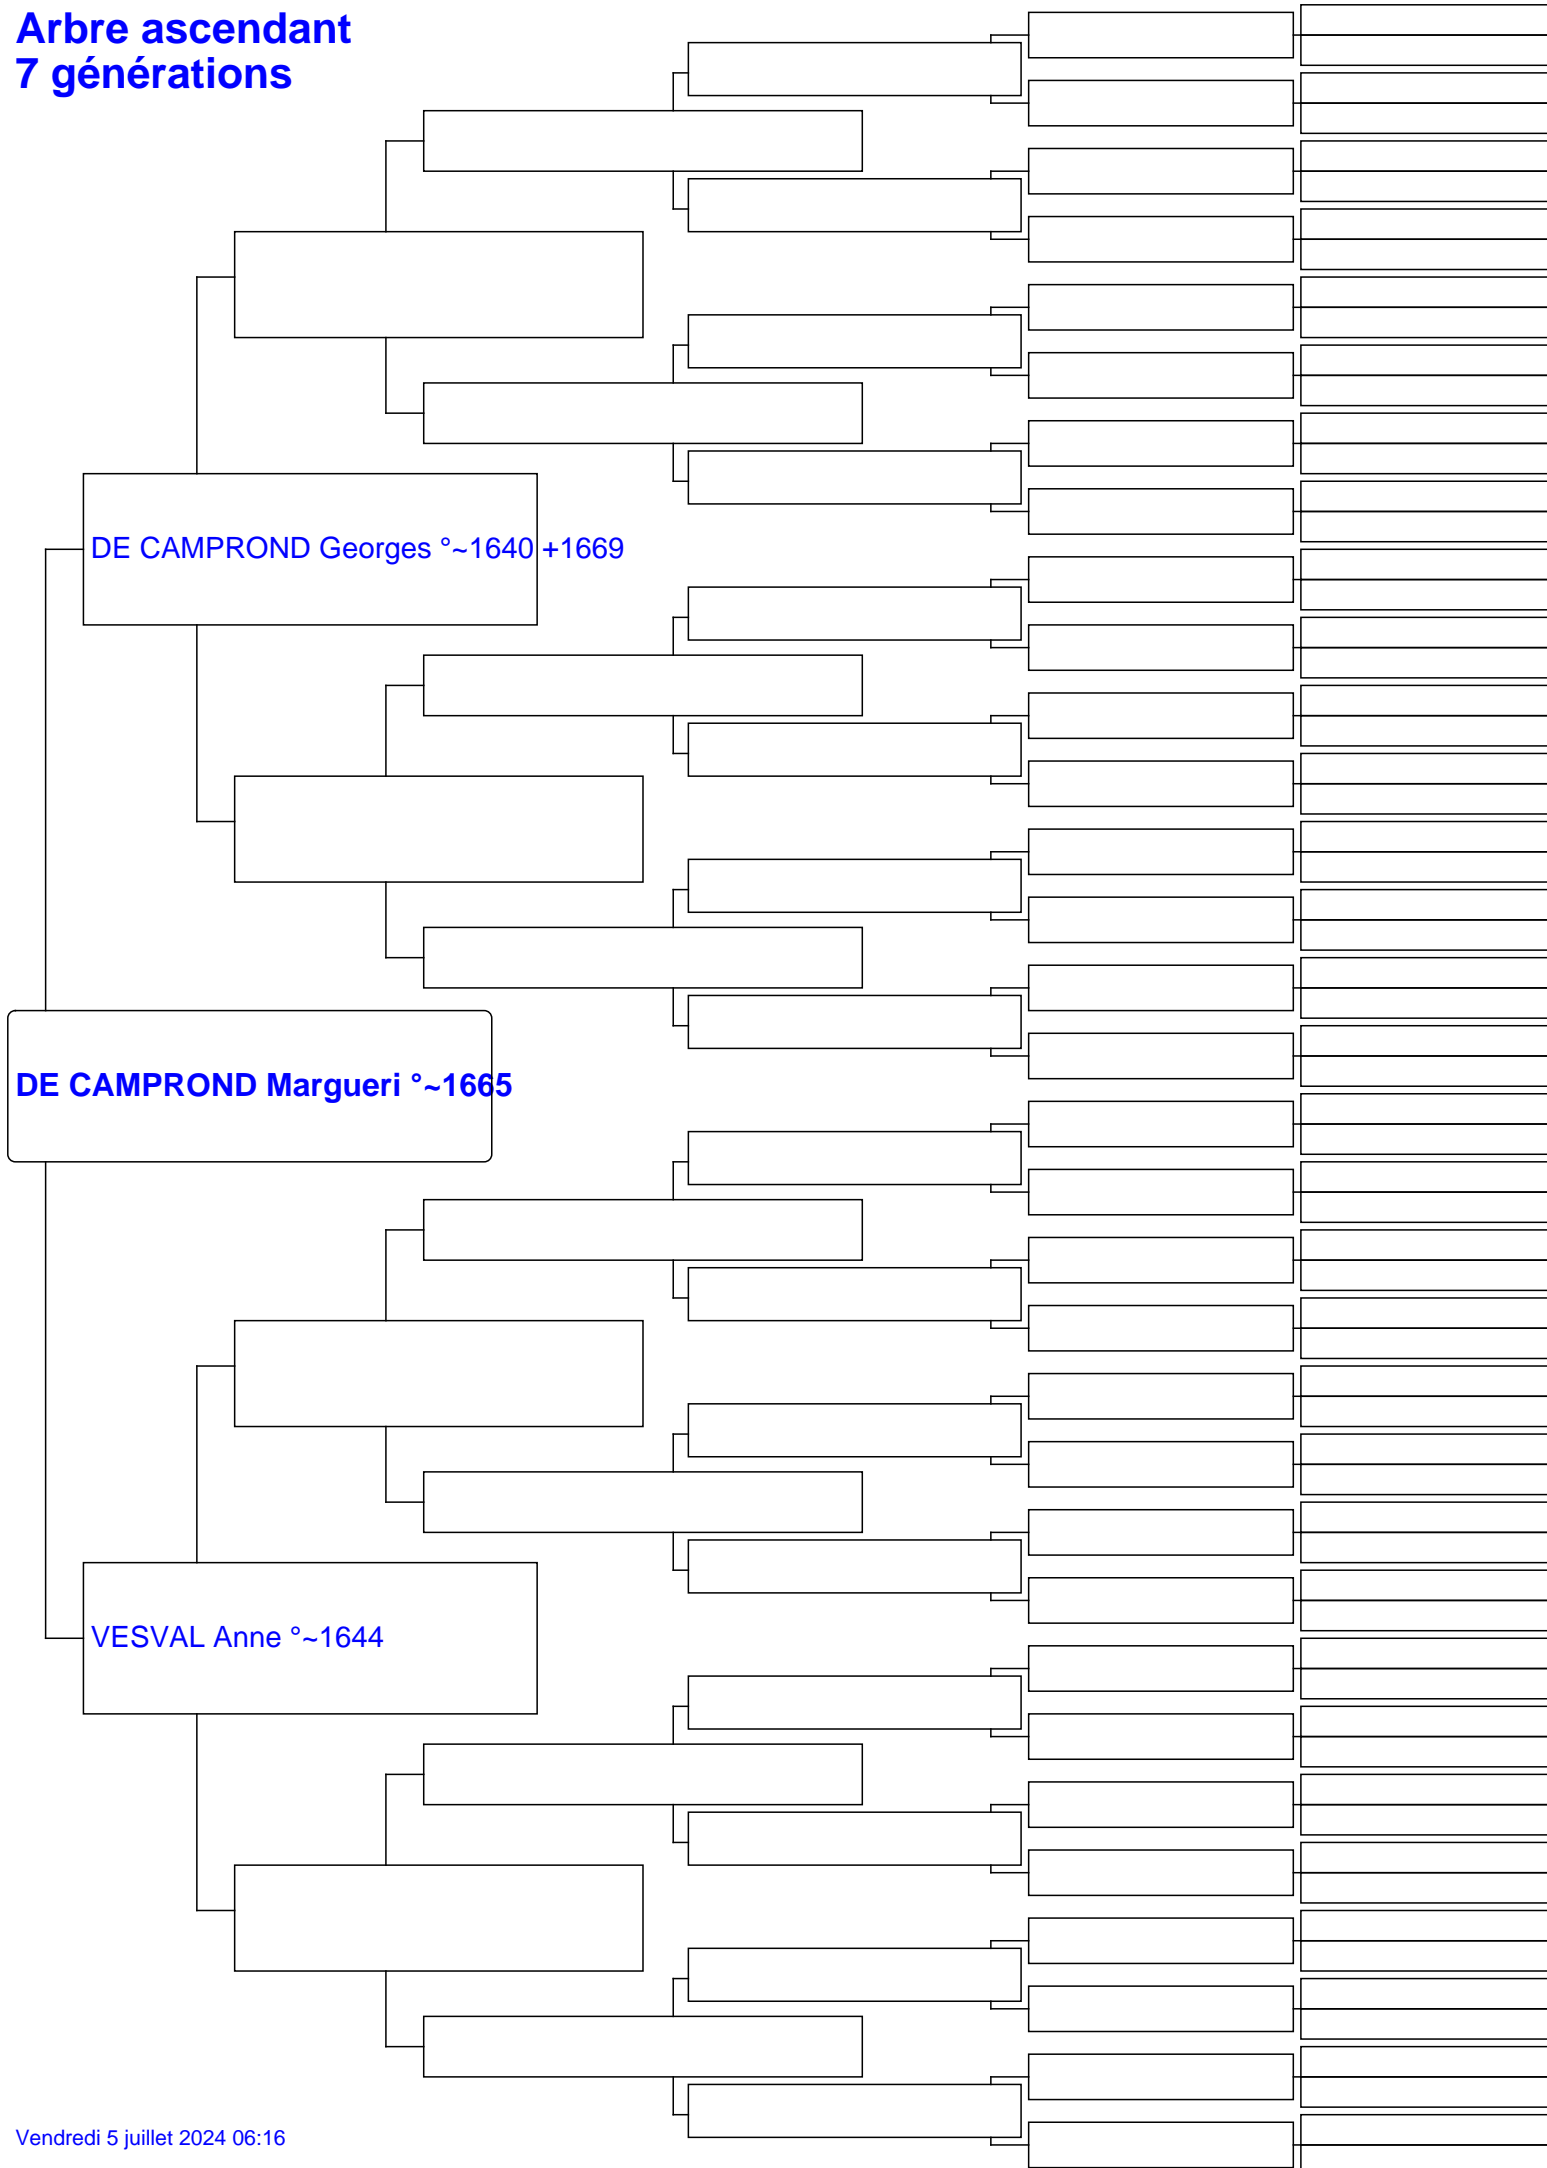 Arbre ascendant
7 générations
DE CAMPROND Georges °~1640 +1669
DE CAMPROND Margueri °~1665
VESVAL Anne °~1644
Vendredi 5 juillet 2024 06:16